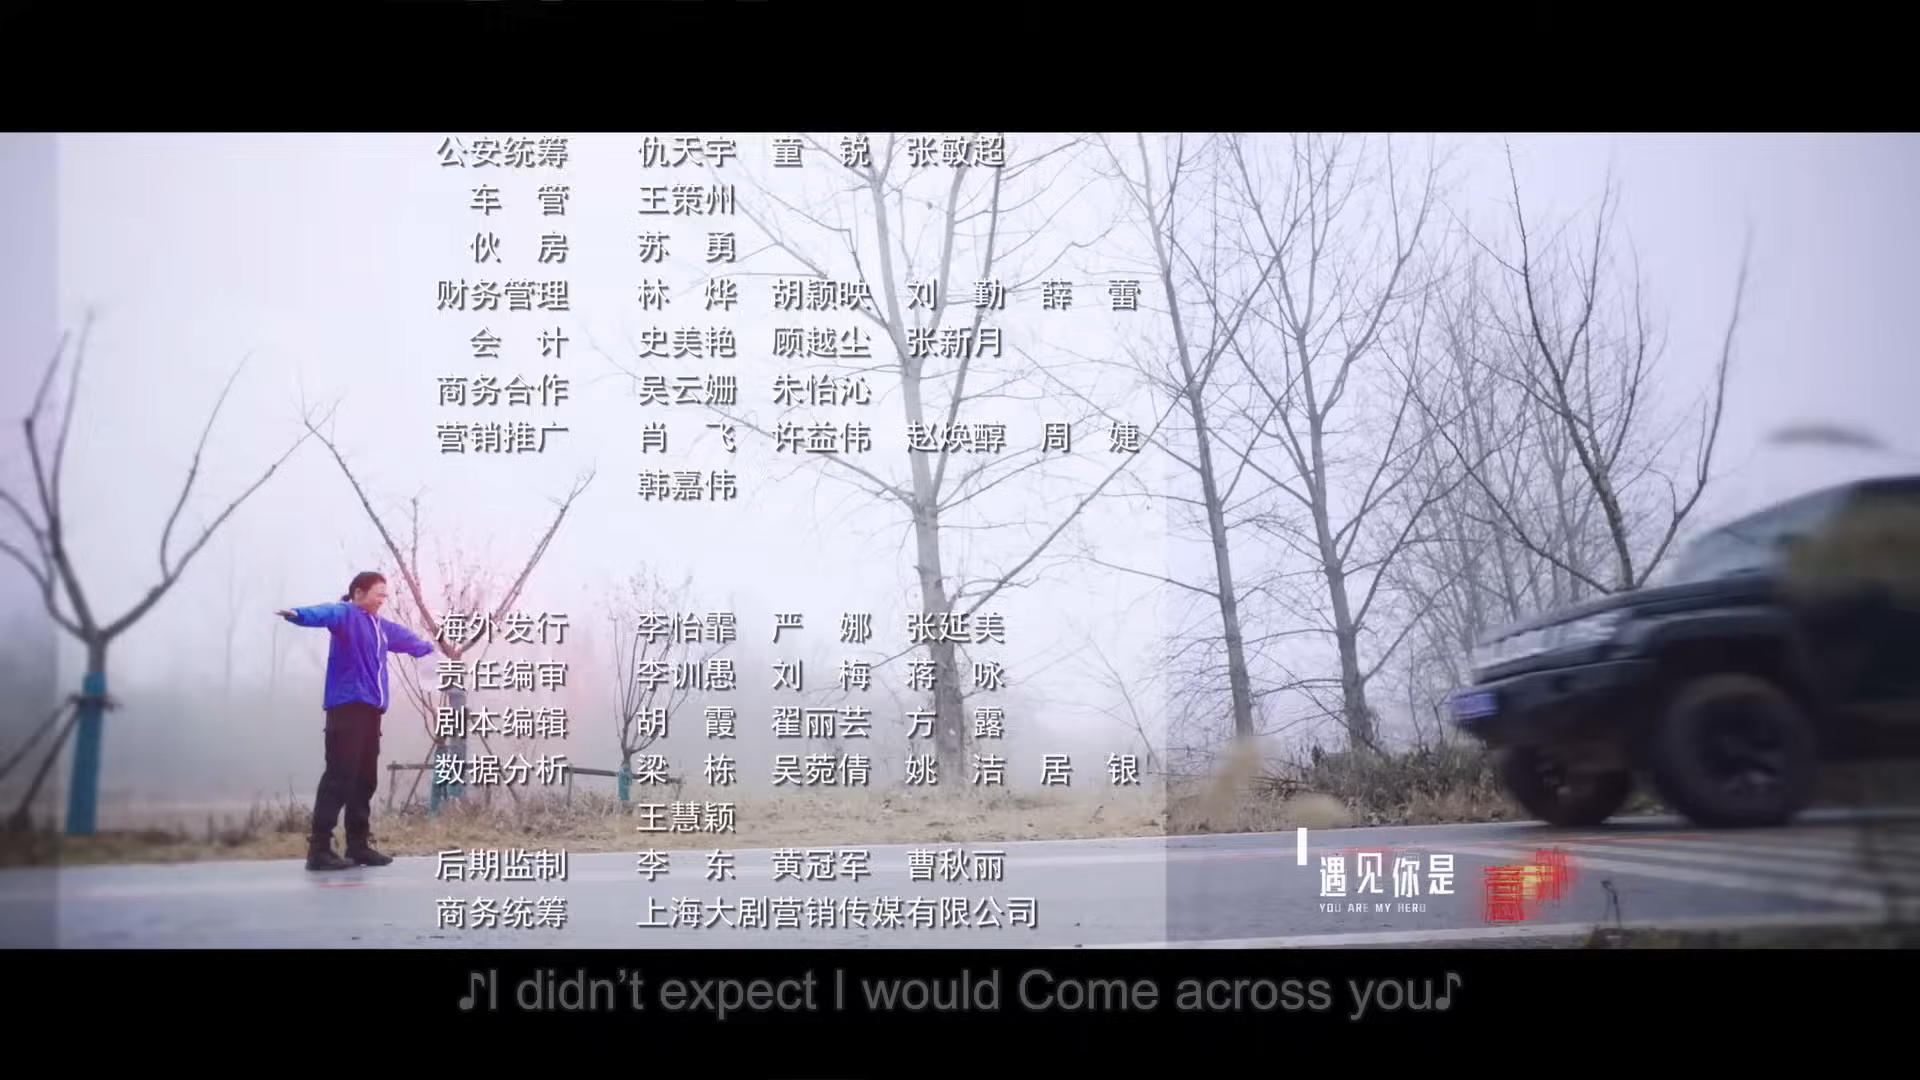 公安统筹 仇天宇 童 锐 张敏超
车 管 王策州
伙 房 苏 勇
财务管理 林 烨 胡颖映 刘 勤 薛 蕾
会 计 史美艳 顾越尘 张新月
商务合作 吴云姗 朱怡沁
营销推广 肖 飞 许益伟 赵焕醇 周 婕
韩嘉伟
海外发行 李怡霏 严 娜 张延美
责任编审 李训愚 刘 梅 蒋 咏
剧本编辑 胡 霞 翟丽芸 方 露
数据分析 梁 栋 吴菀倩 姚 洁 居 银
王慧颖
后期监制 李 东 黄冠军 曹秋丽
商务统筹 上海大剧营销传媒有限公司
遇见你是
YOU ARE MY HERO
♪I didn’t expect I would Come across you♪